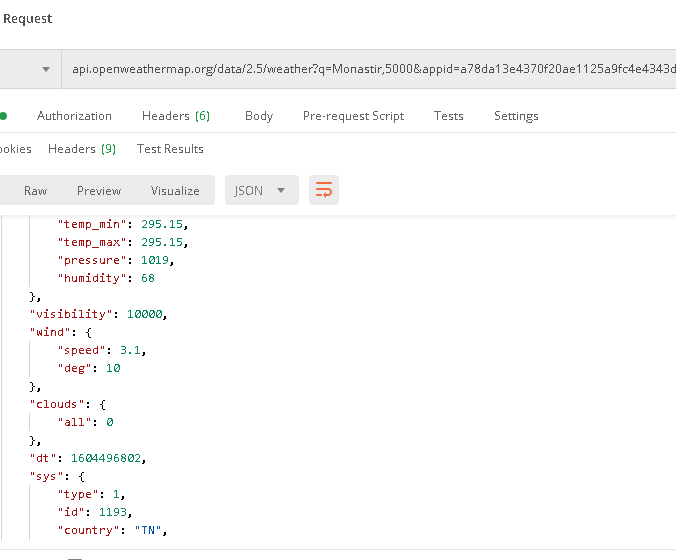 Request
api.openweathermap.org/data/2.5/weather?q=Monastir,5000&appid=a78da13e4370f20ae1125a9fc4e4343d
Authorization Headers (6) Body Pre-request Script Tests Settings
ookies Headers (9) Test Results
Raw Preview Visualize JSON
"temp_min": 295.15,
"temp_max": 295.15,
"pressure": 1019,
"humidity": 68
},
"visibility": 10000,
"wind": {
"speed": 3.1,
"deg": 10
},
"clouds": {
"all": 0
},
"dt": 1604496802,
"sys": {
"type": 1,
"id": 1193,
"country": "TN",